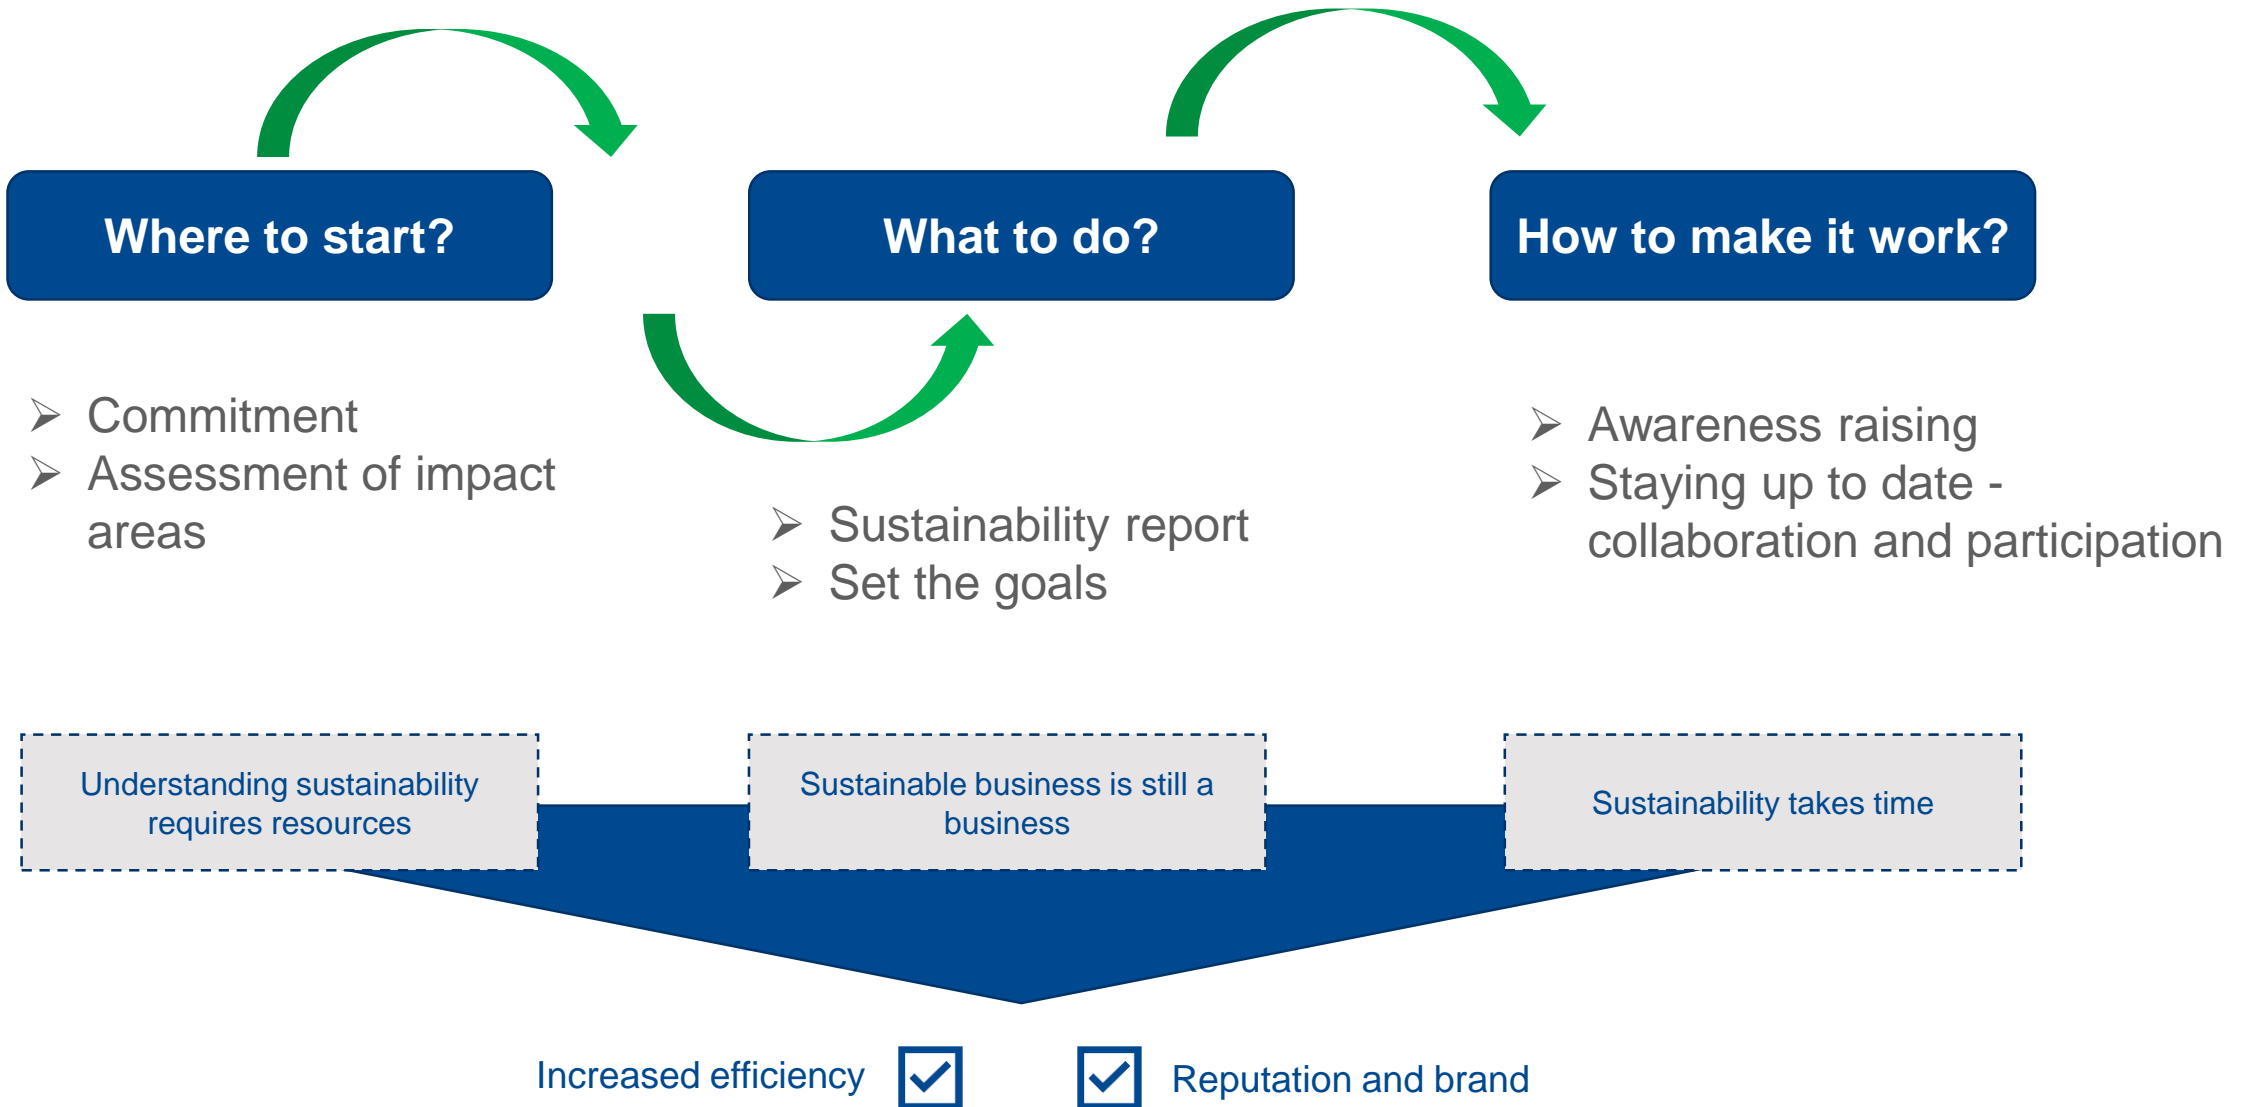 Where to start?
What to do?
How to make it work?
➢ Commitment
➢ Assessment of impact
areas
➢ Sustainability report
➢ Set the goals
➢ Awareness raising
➢ Staying up to date -
collaboration and participation
Understanding sustainability
requires resources
Sustainable business is still a
business
Sustainability takes time
Increased efficiency
Reputation and brand